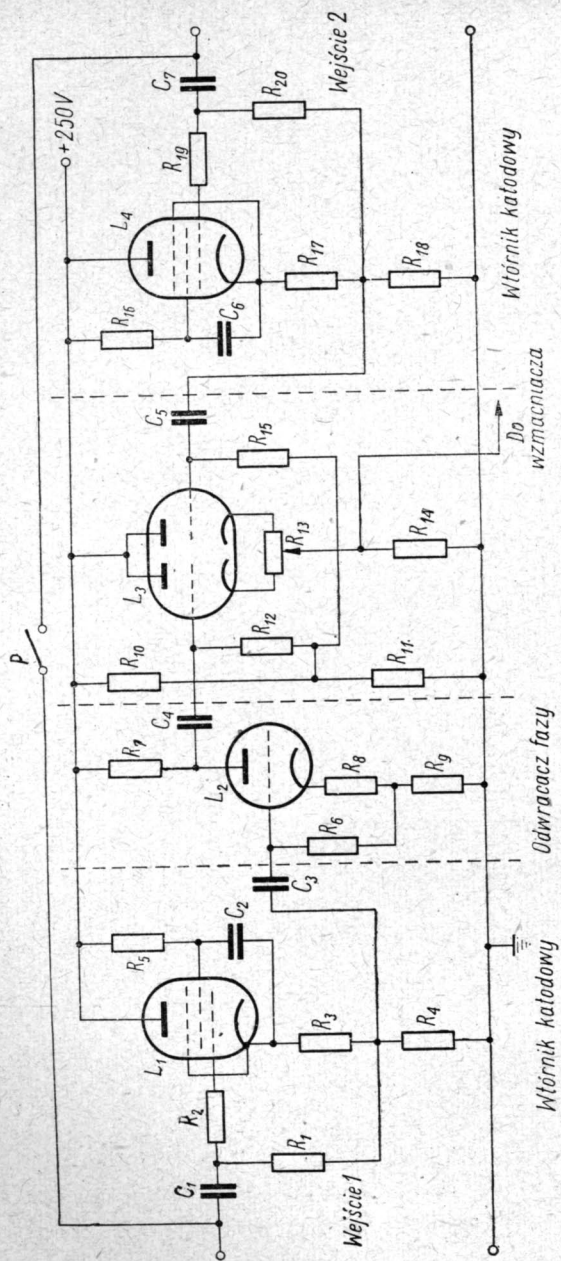 P
+250V
R₅
R₇
R₁₀
R₁₆
L₁
L₂
L₃
L₄
C₁
R₂
C₂
C₃
C₄
C₅
C₆
R₁₉
C₇
R₁
R₃
R₄
R₆
R₈
R₉
R₁₂
R₁₁
R₁₃
R₁₄
R₁₅
R₁₇
R₁₈
R₂₀
Wejście 1
Wejście 2
Do
wzmacniacza
Wtórnik katodowy
Odwracacz fazy
Wtórnik katodowy